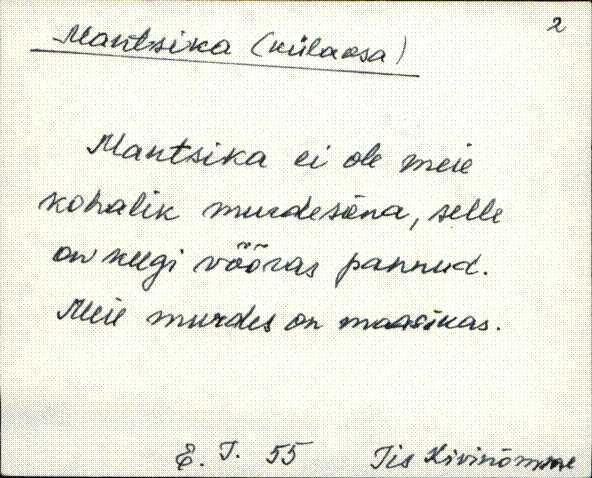 2
Mantsika (külaosa)
Mantsika ei ole meie
kohalik murdesõna, selle
on keegi võõras pannud.
Meie murdes on maasikas.
E. T. 55 Iis Kivinõmme